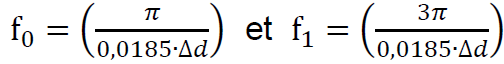 f₀ = (π / 0,0185·Δd) et f₁ = (3π / 0,0185·Δd)